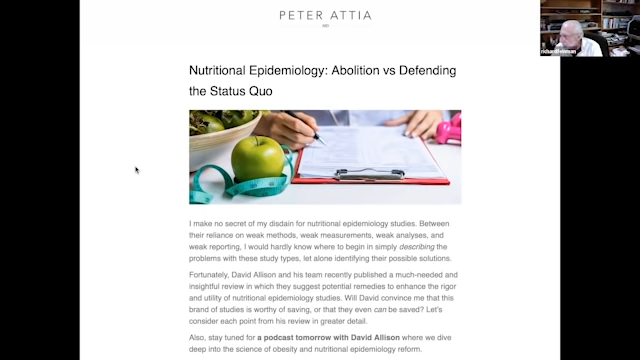 PETER ATTIA
MD
Nutritional Epidemiology: Abolition vs Defending
the Status Quo
I make no secret of my disdain for nutritional epidemiology studies. Between
their reliance on weak methods, weak measurements, weak analyses, and
weak reporting, I would hardly know where to begin in simply describing the
problems with these study types, let alone identifying their possible solutions.
Fortunately, David Allison and his team recently published a much-needed and
insightful review in which they suggest potential remedies to enhance the rigor
and utility of nutritional epidemiology studies. Will David convince me that this
brand of studies is worthy of saving, or that they even can be saved? Let's
consider each point from his review in greater detail.
Also, stay tuned for a podcast tomorrow with David Allison where we dive
deep into the science of obesity and nutritional epidemiology reform.